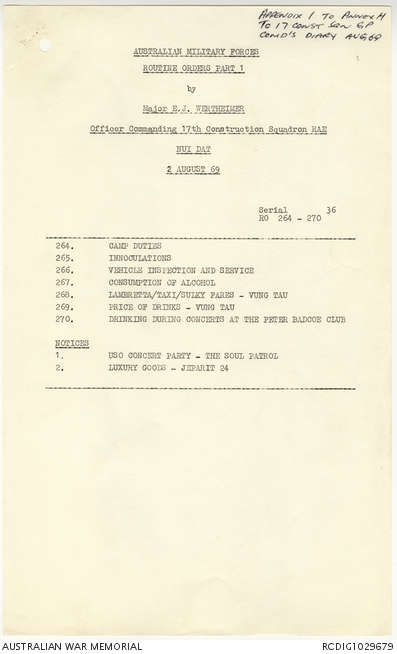 APPENDIX 1 TO ANNEX H
TO 17 CONST SQN GP
COMD'S DIARY AUG 69
AUSTRALIAN MILITARY FORCES
ROUTINE ORDERS PART 1
by
Major E.J. WERTHEIMER
Officer Commanding 17th Construction Squadron RAE
NUI DAT
2 AUGUST 69
Serial 36
RO 264 - 270
264. CAMP DUTIES
265. INNOCULATIONS
266. VEHICLE INSPECTION AND SERVICE
267. CONSUMPTION OF ALCOHOL
268. LAMBRETTA/TAXI/SULKY FARES - VUNG TAU
269. PRICE OF DRINKS - VUNG TAU
270. DRINKING DURING CONCERTS AT THE PETER BADCOE CLUB
NOTICES
1. USO CONCERT PARTY - THE SOUL PATROL
2. LUXURY GOODS - JEPARIT 24
AUSTRALIAN WAR MEMORIAL
RCDIG1029679